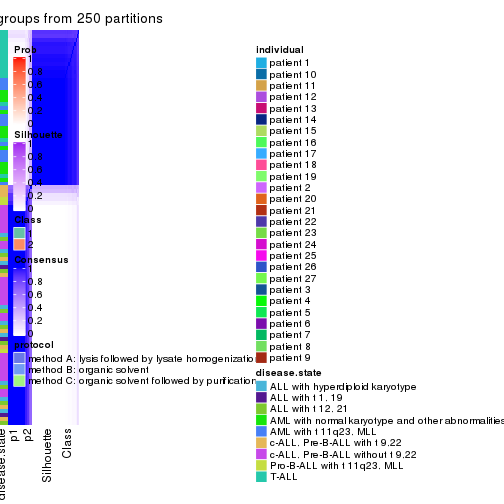 groups from 250 partitions
Prob
1
0.8
0.6
0.4
0.2
0
Silhouette
1
0.4
0.2
0
Class
1
2
Consensus
1
0.8
0.6
0.4
0.2
0
protocol
method A: lysis followed by lysate homogenizatio
method B: organic solvent
method C: organic solvent followed by purification
disease.state
p1
p2
Silhouette
Class
individual
patient 1
patient 10
patient 11
patient 12
patient 13
patient 14
patient 15
patient 16
patient 17
patient 18
patient 19
patient 2
patient 20
patient 21
patient 22
patient 23
patient 24
patient 25
patient 26
patient 27
patient 3
patient 4
patient 5
patient 6
patient 7
patient 8
patient 9
disease.state
ALL with hyperdiploid karyotype
ALL with t 1. 19
ALL with t 12. 21
AML with normal karyotype and other abnormalities
AML with t 11q23. MLL
c-ALL. Pre-B-ALL with t 9.22
c-ALL. Pre-B-ALL without t 9.22
Pro-B-ALL with t 11q23. MLL
T-ALL